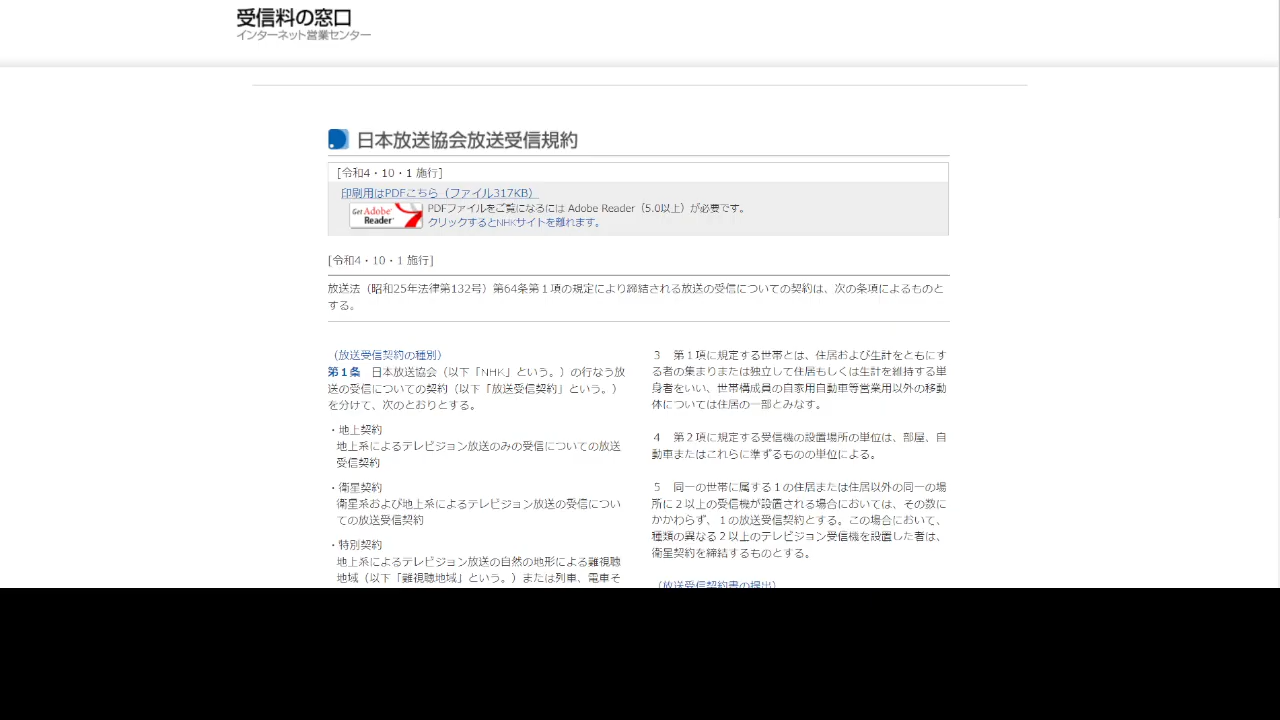 受信料の窓口
インターネット営業センター
日本放送協会放送受信規約
[令和4・10・1 施行]
印刷用はPDFこちら（ファイル317KB）
Get Adobe Reader
PDFファイルをご覧になるには Adobe Reader（5.0以上）が必要です。
クリックするとNHKサイトを離れます。
[令和4・10・1 施行]
放送法（昭和25年法律第132号）第64条第１項の規定により締結される放送の受信についての契約は、次の条項によるものと
する。
（放送受信契約の種別）
第１条　日本放送協会（以下「NHK」という。）の行なう放
送の受信についての契約（以下「放送受信契約」という。）
を分けて、次のとおりとする。
・地上契約
地上系によるテレビジョン放送のみの受信についての放送
受信契約
・衛星契約
衛星系および地上系によるテレビジョン放送の受信につい
ての放送受信契約
・特別契約
地上系によるテレビジョン放送の自然の地形による難視聴
地域（以下「難視聴地域」という。）または列車、電車そ
３　第１項に規定する世帯とは、住居および生計をともにす
る者の集まりまたは独立して住居もしくは生計を維持する単
身者をいい、世帯構成員の自家用自動車等営業用以外の移動
体については住居の一部とみなす。
４　第２項に規定する受信機の設置場所の単位は、部屋、自
動車またはこれらに準ずるものの単位による。
５　同一の世帯に属する１の住居または住居以外の同一の場
所に２以上の受信機が設置される場合においては、その数に
かかわらず、１の放送受信契約とする。この場合において、
種類の異なる２以上のテレビジョン受信機を設置した者は、
衛星契約を締結するものとする。
（放送受信契約書の提出）